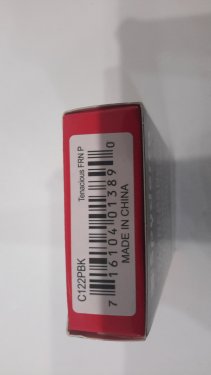 Tenacious FRN P
C122PBK
7 16104 01389 0
MADE IN CHINA